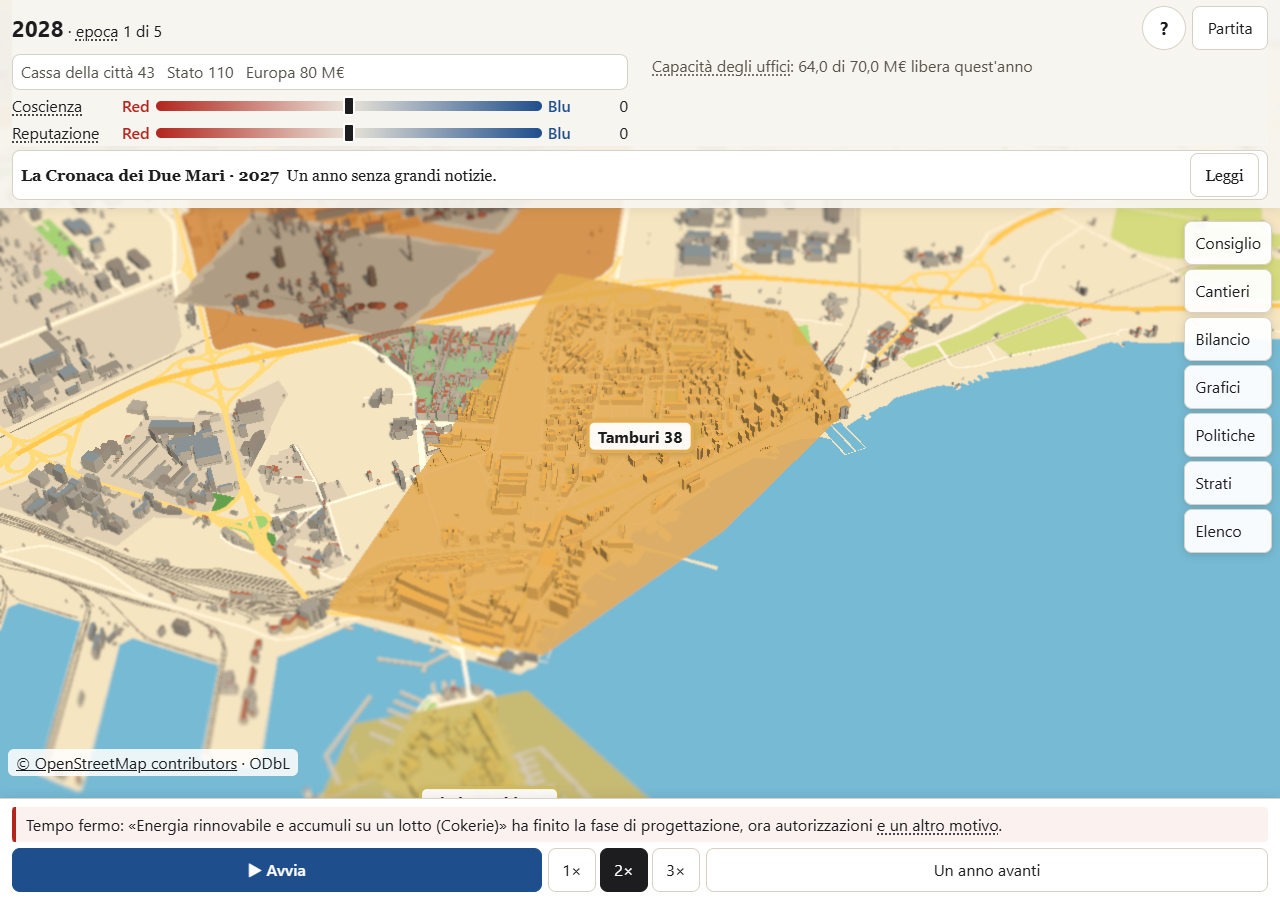 2028 · epoca 1 di 5
? Partita
Cassa della città 43 Stato 110 Europa 80 M€
Capacità degli uffici: 64,0 di 70,0 M€ libera quest'anno
Coscienza Red Blu 0
Reputazione Red Blu 0
La Cronaca dei Due Mari · 2027 Un anno senza grandi notizie.
Leggi
Consiglio
Cantieri
Bilancio
Grafici
Politiche
Strati
Elenco
Tamburi 38
© OpenStreetMap contributors · ODbL
Tempo fermo: «Energia rinnovabile e accumuli su un lotto (Cokerie)» ha finito la fase di progettazione, ora autorizzazioni e un altro motivo.
▶ Avvia 1× 2× 3× Un anno avanti